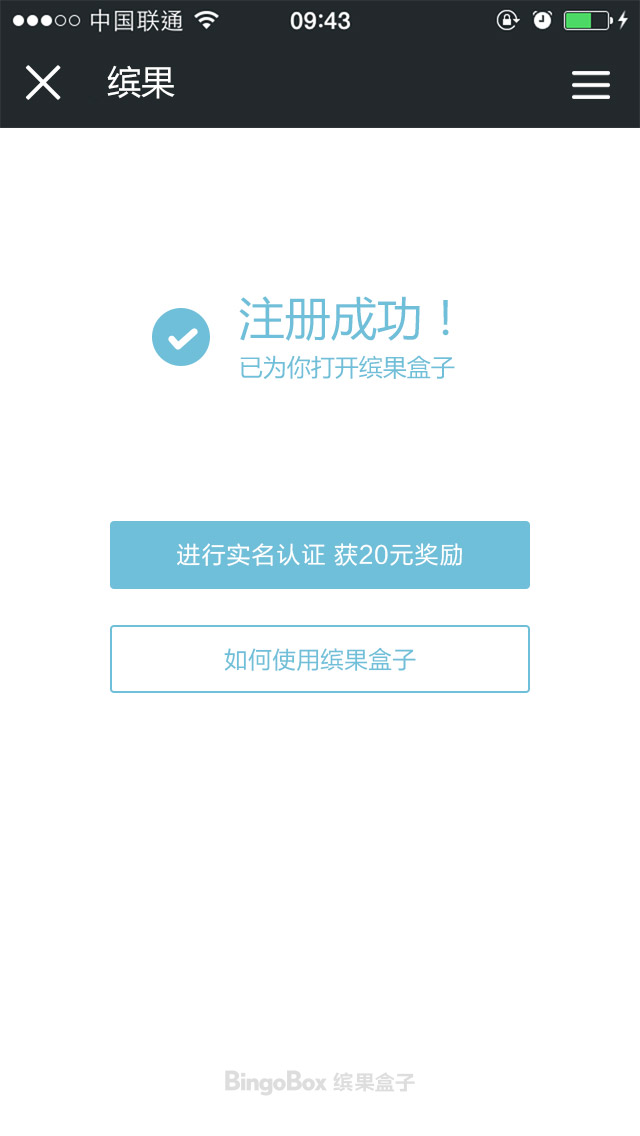 中国联通 09:43
缤果
注册成功！
已为你打开缤果盒子
进行实名认证 获20元奖励
如何使用缤果盒子
BingoBox 缤果盒子